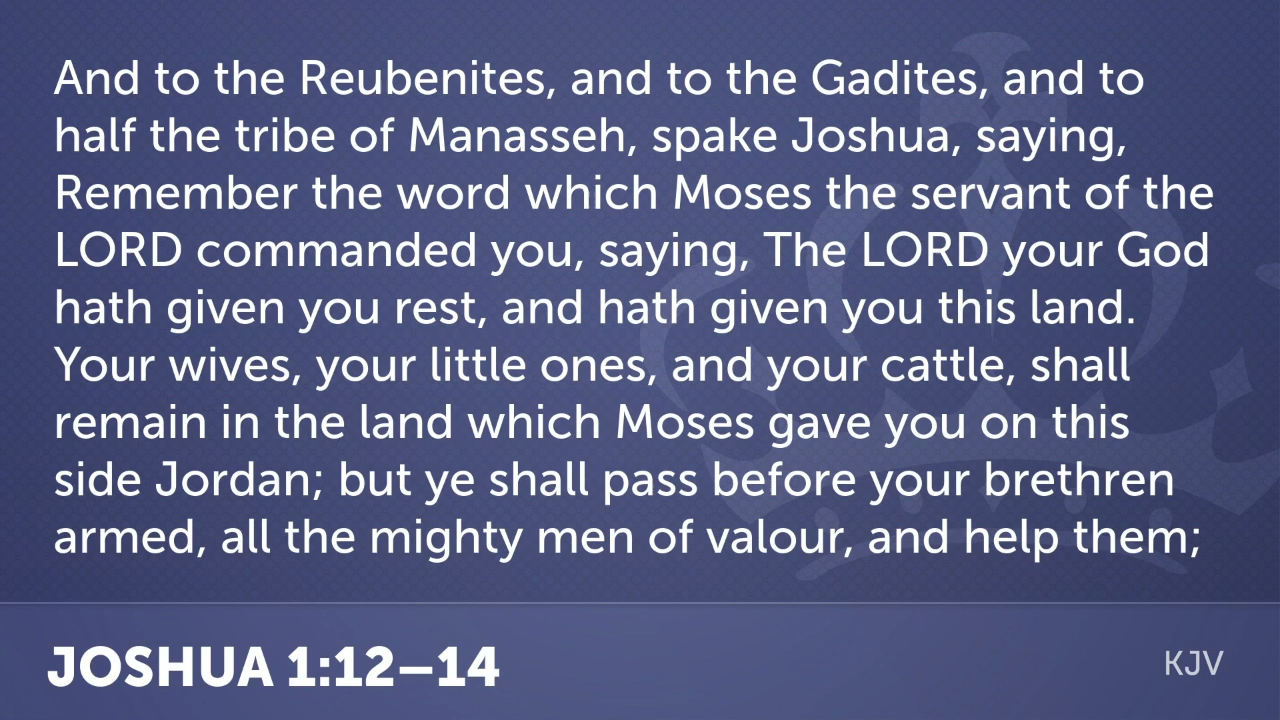 And to the Reubenites, and to the Gadites, and to
half the tribe of Manasseh, spake Joshua, saying,
Remember the word which Moses the servant of the
LORD commanded you, saying, The LORD your God
hath given you rest, and hath given you this land.
Your wives, your little ones, and your cattle, shall
remain in the land which Moses gave you on this
side Jordan; but ye shall pass before your brethren
armed, all the mighty men of valour, and help them;
JOSHUA 1:12–14
KJV